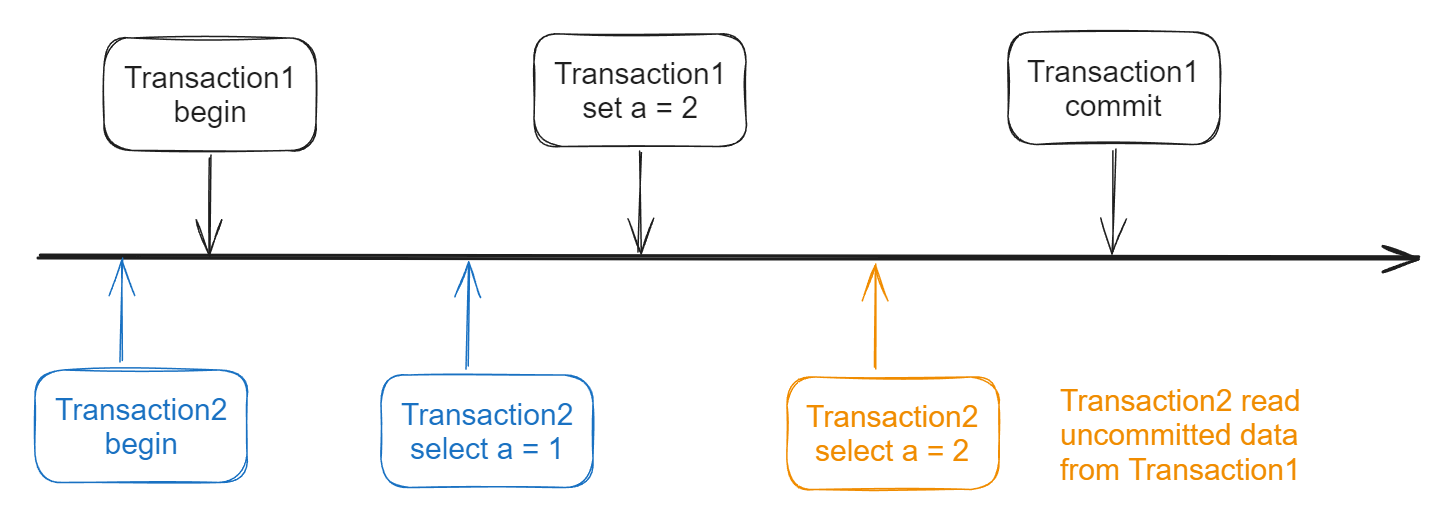 Transaction1
begin
Transaction1
set a = 2
Transaction1
commit
Transaction2
begin
Transaction2
select a = 1
Transaction2
select a = 2
Transaction2 read
uncommitted data
from Transaction1